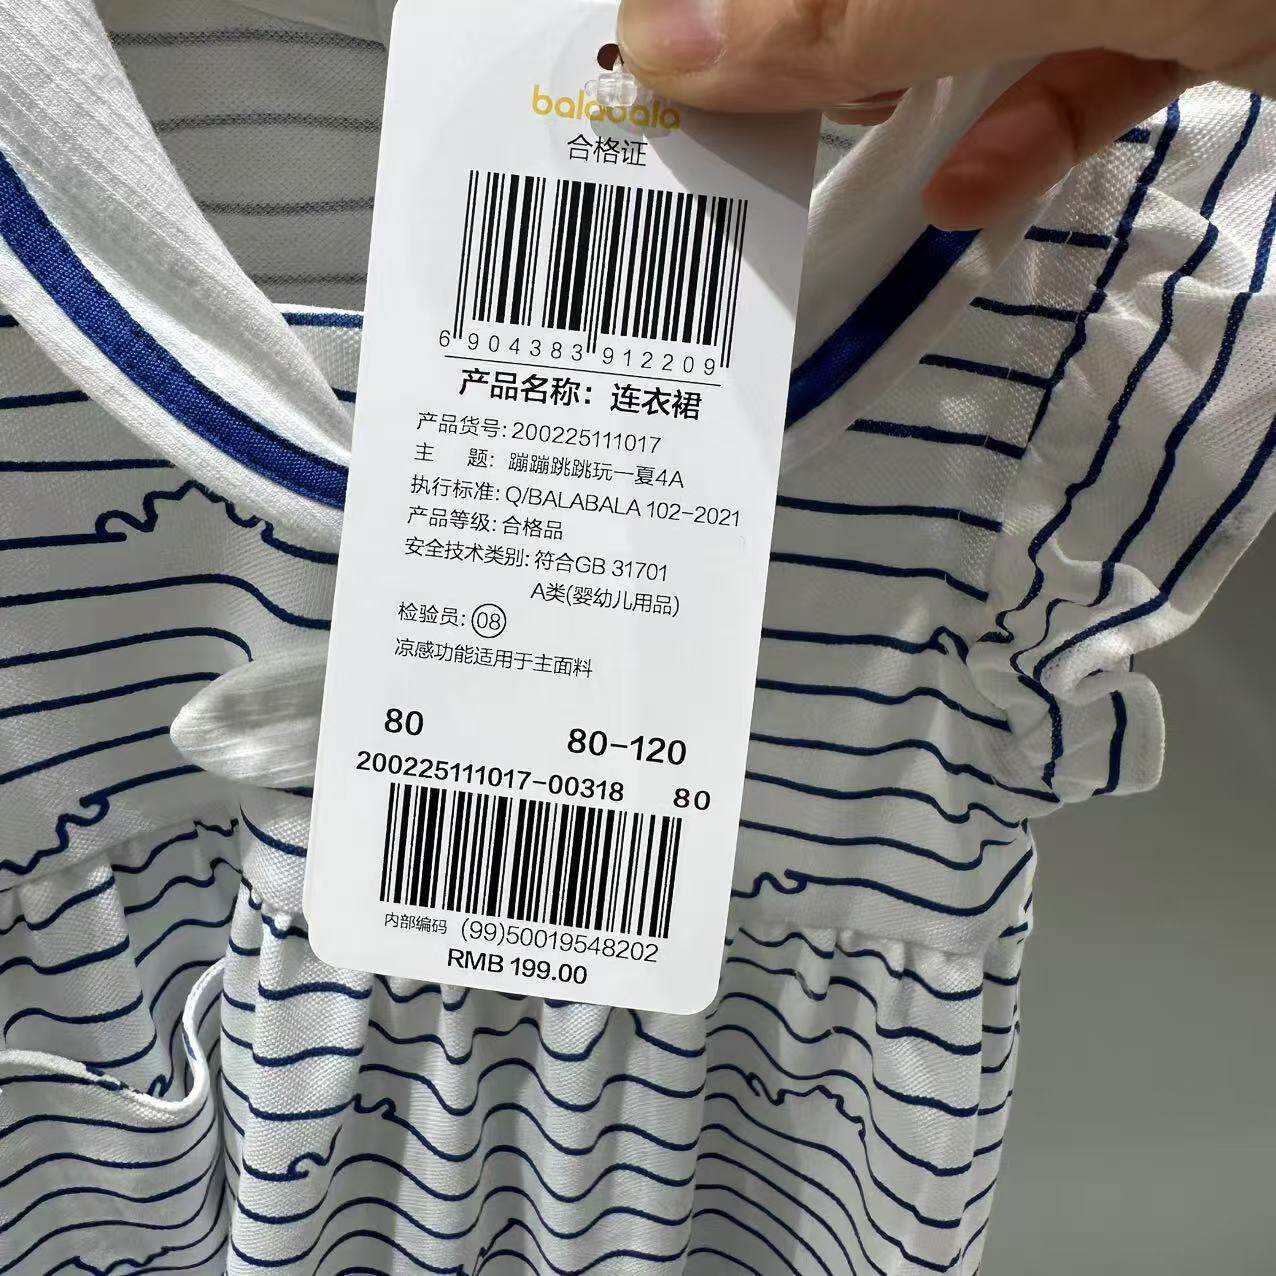 balabala
合格证
6 904383 912209
产品名称：连衣裙
产品货号: 200225111017
主 题: 蹦蹦跳跳玩一夏4A
执行标准: Q/BALABALA 102-2021
产品等级: 合格品
安全技术类别: 符合GB 31701
A类(婴幼儿用品)
检验员: 08
凉感功能适用于主面料
80 80-120
200225111017-00318 80
内部编码 (99)50019548202
RMB 199.00